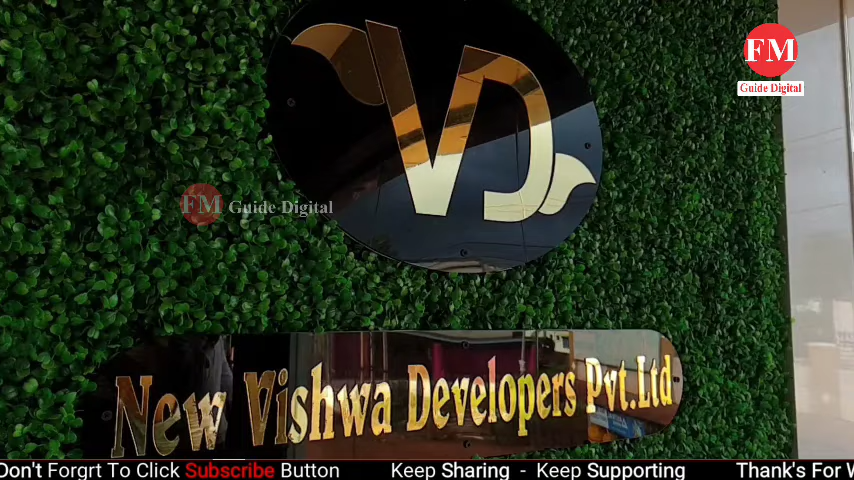 VD
FM
Guide Digital
FM Guide Digital
New Vishwa Developers Pvt.Ltd
Don't Forgrt To Click Subscribe Button Keep Sharing - Keep Supporting Thank's For